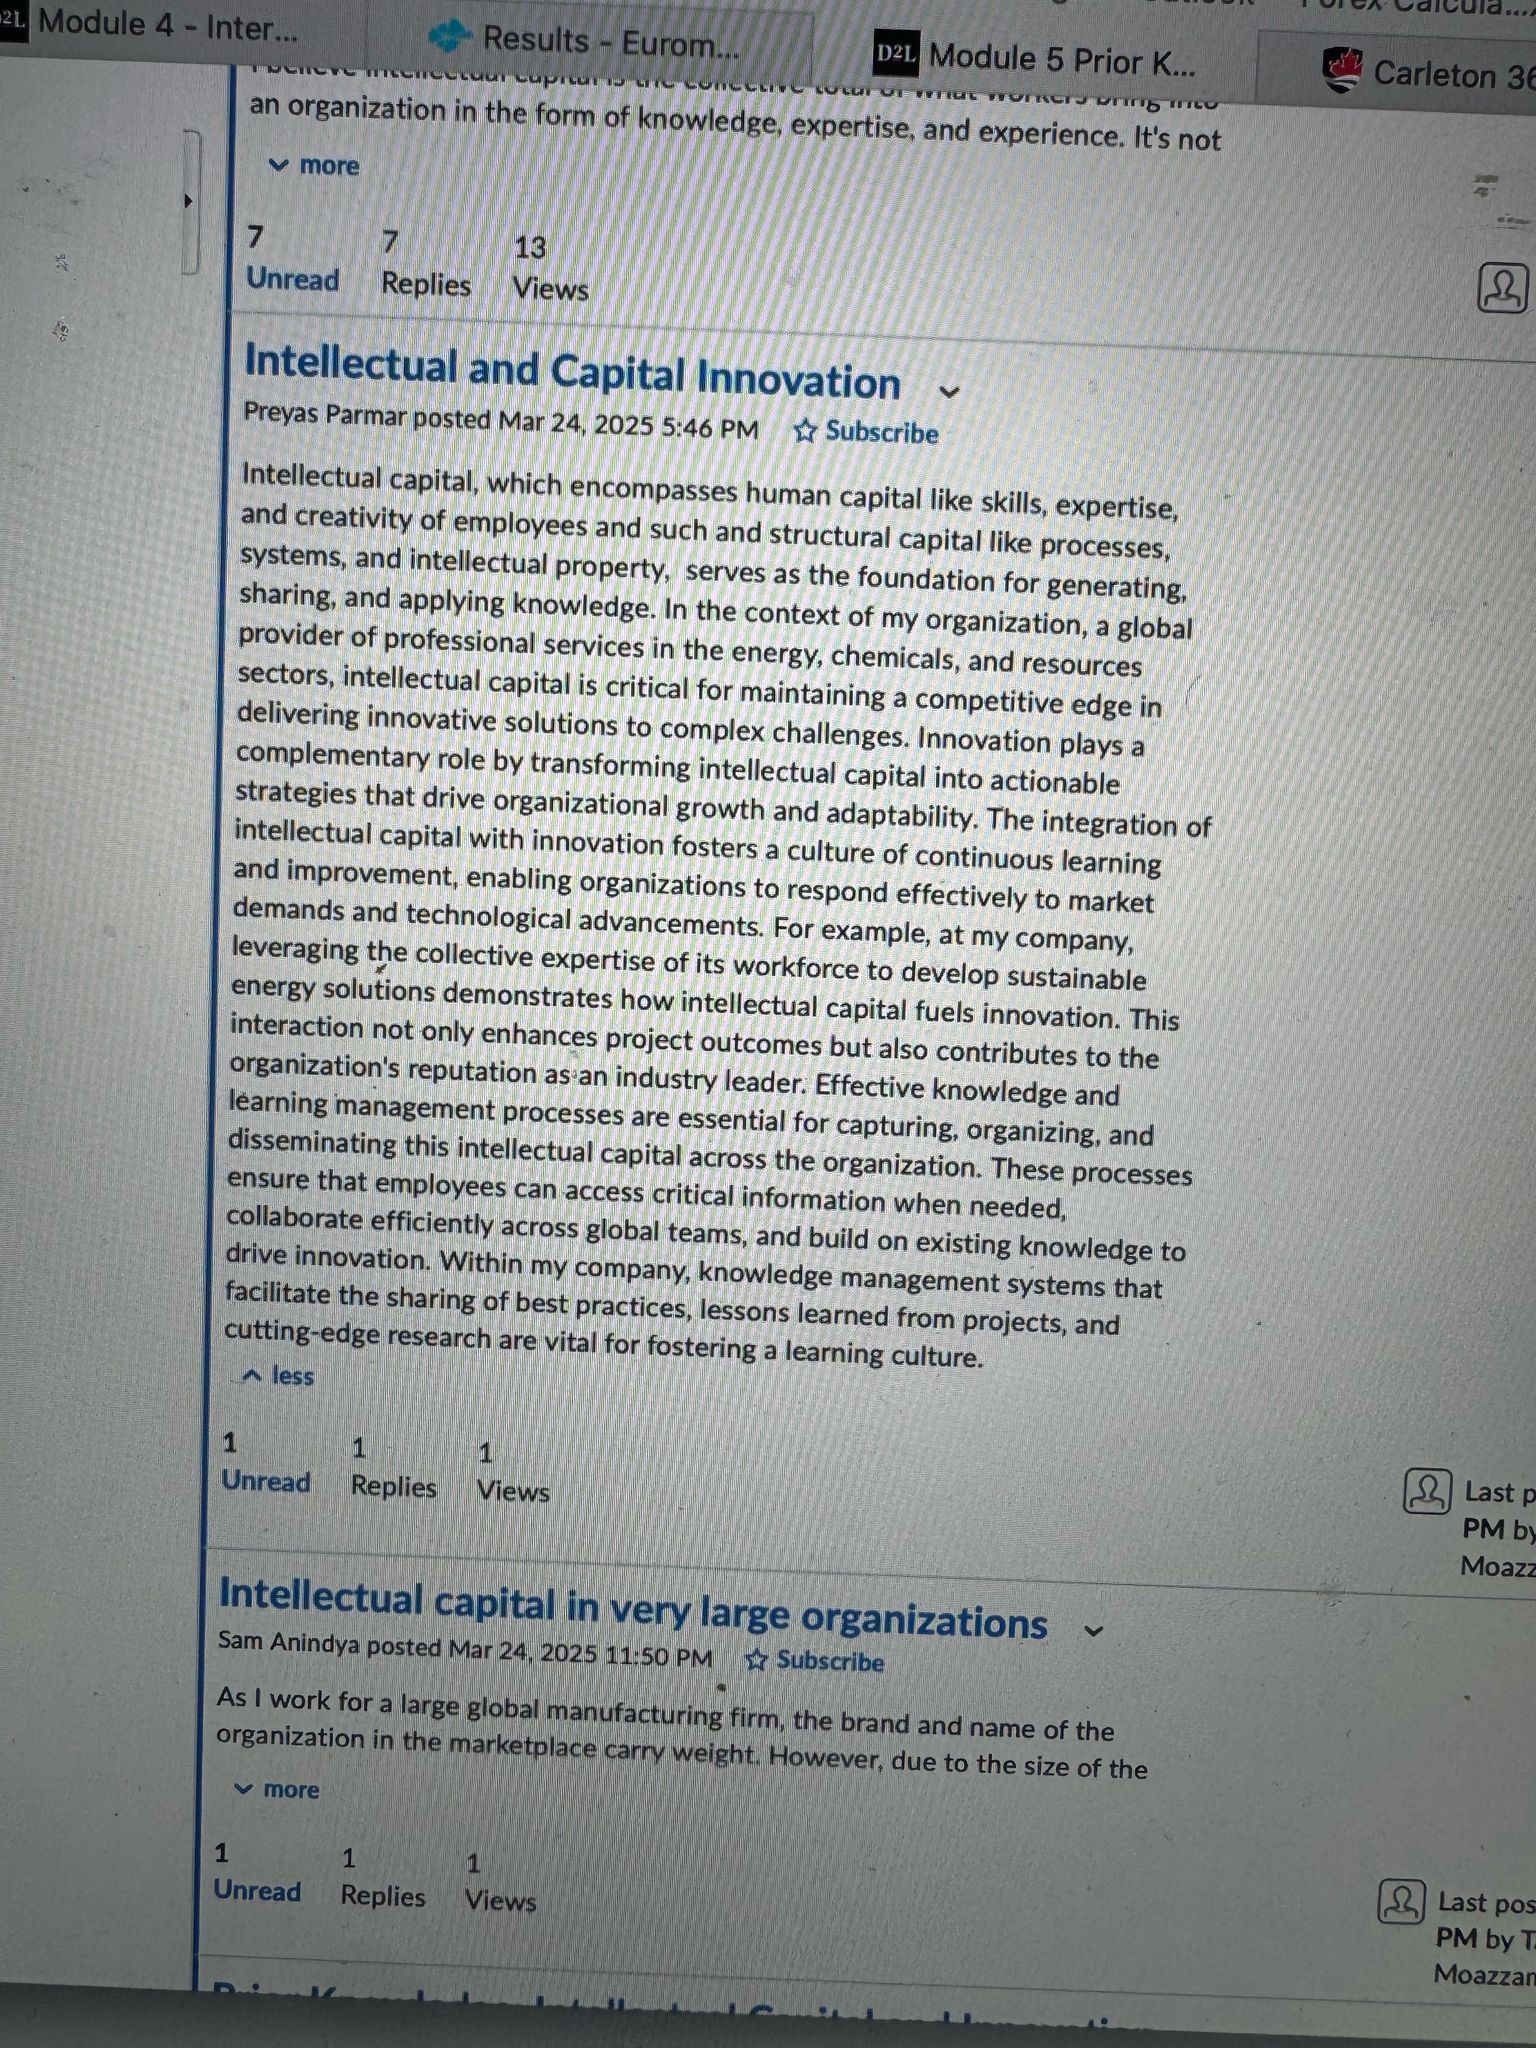 D2L Module 4 - Inter...
Results - Eurom...
D2L Module 5 Prior K...
Carleton 36
I believe intellectual capital is the collective total of what workers bring into
an organization in the form of knowledge, expertise, and experience. It's not
more
7 7 13
Unread Replies Views
Intellectual and Capital Innovation
Preyas Parmar posted Mar 24, 2025 5:46 PM Subscribe
Intellectual capital, which encompasses human capital like skills, expertise,
and creativity of employees and such and structural capital like processes,
systems, and intellectual property, serves as the foundation for generating,
sharing, and applying knowledge. In the context of my organization, a global
provider of professional services in the energy, chemicals, and resources
sectors, intellectual capital is critical for maintaining a competitive edge in
delivering innovative solutions to complex challenges. Innovation plays a
complementary role by transforming intellectual capital into actionable
strategies that drive organizational growth and adaptability. The integration of
intellectual capital with innovation fosters a culture of continuous learning
and improvement, enabling organizations to respond effectively to market
demands and technological advancements. For example, at my company,
leveraging the collective expertise of its workforce to develop sustainable
energy solutions demonstrates how intellectual capital fuels innovation. This
interaction not only enhances project outcomes but also contributes to the
organization's reputation as an industry leader. Effective knowledge and
learning management processes are essential for capturing, organizing, and
disseminating this intellectual capital across the organization. These processes
ensure that employees can access critical information when needed,
collaborate efficiently across global teams, and build on existing knowledge to
drive innovation. Within my company, knowledge management systems that
facilitate the sharing of best practices, lessons learned from projects, and
cutting-edge research are vital for fostering a learning culture.
less
1 1 1
Unread Replies Views
Last p
PM by
Moazz
Intellectual capital in very large organizations
Sam Anindya posted Mar 24, 2025 11:50 PM Subscribe
As I work for a large global manufacturing firm, the brand and name of the
organization in the marketplace carry weight. However, due to the size of the
more
1 1 1
Unread Replies Views
Last pos
PM by T
Moazzam